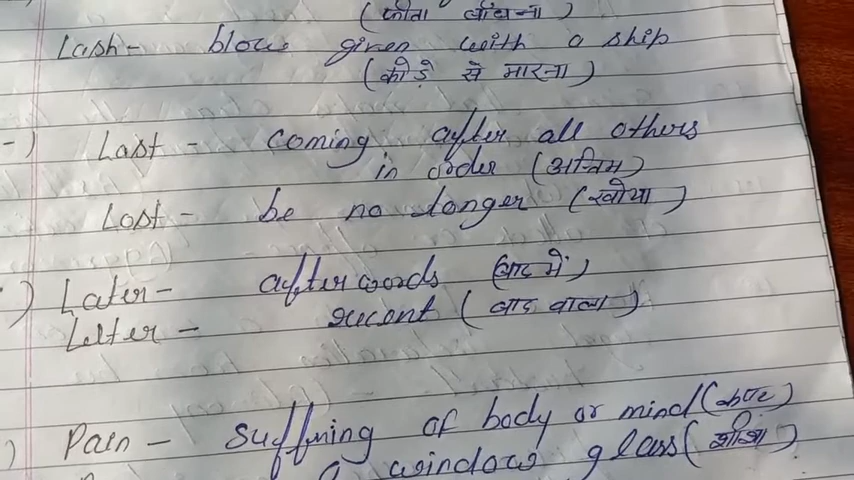 (फीता बांधना)
Lash- blow given with a ship
(कोड़े से मारना)
-) Last - coming after all others
in order (अन्तिम)
Lost - be no longer (खोया)
) Later- afterwords (बाद में)
Letter - recent (बाद वाला)
) Pain - suffring of body or mind (कष्ट)
a window glass (शीशा)